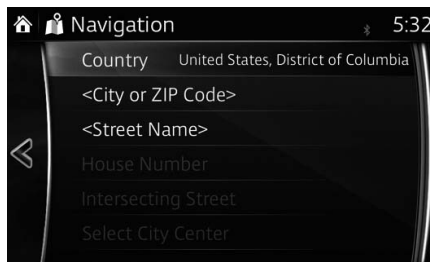 Navigation 5:32
Country United States, District of Columbia
<City or ZIP Code>
<Street Name>
House Number
Intersecting Street
Select City Center